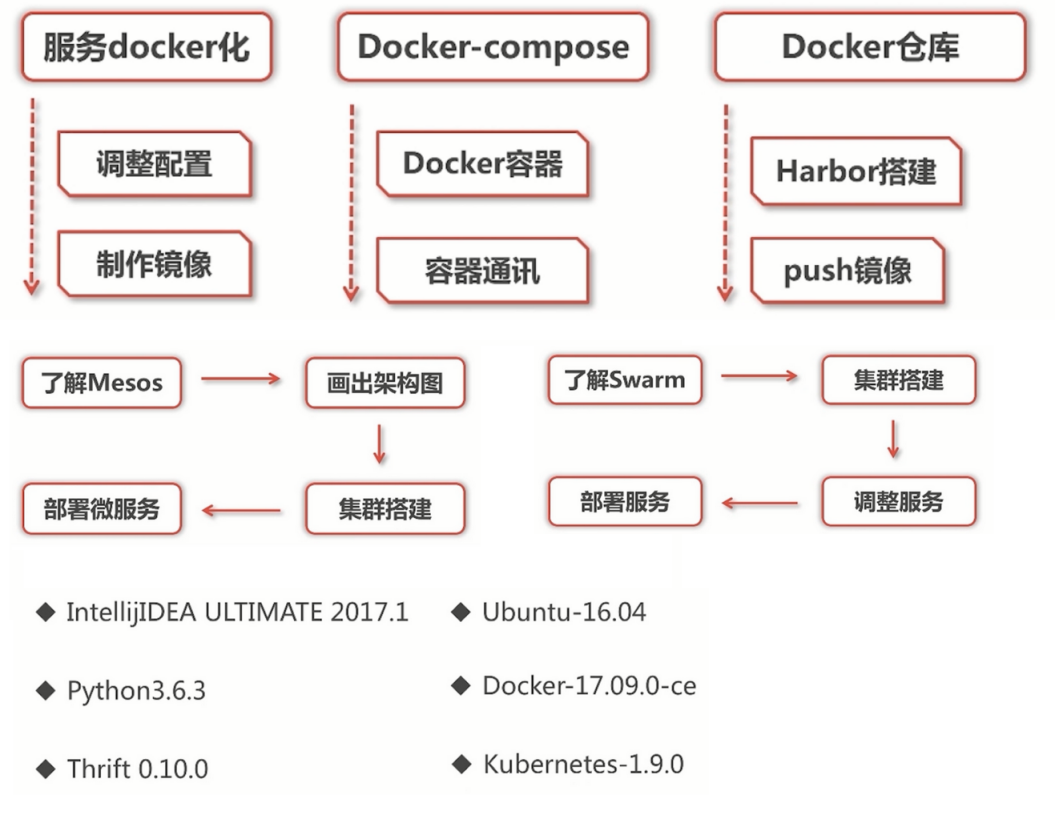 服务docker化
Docker-compose
Docker仓库
调整配置
Docker容器
Harbor搭建
制作镜像
容器通讯
push镜像
了解Mesos
画出架构图
了解Swarm
集群搭建
部署微服务
集群搭建
部署服务
调整服务
◆ IntellijIDEA ULTIMATE 2017.1
◆ Ubuntu-16.04
◆ Python3.6.3
◆ Docker-17.09.0-ce
◆ Thrift 0.10.0
◆ Kubernetes-1.9.0